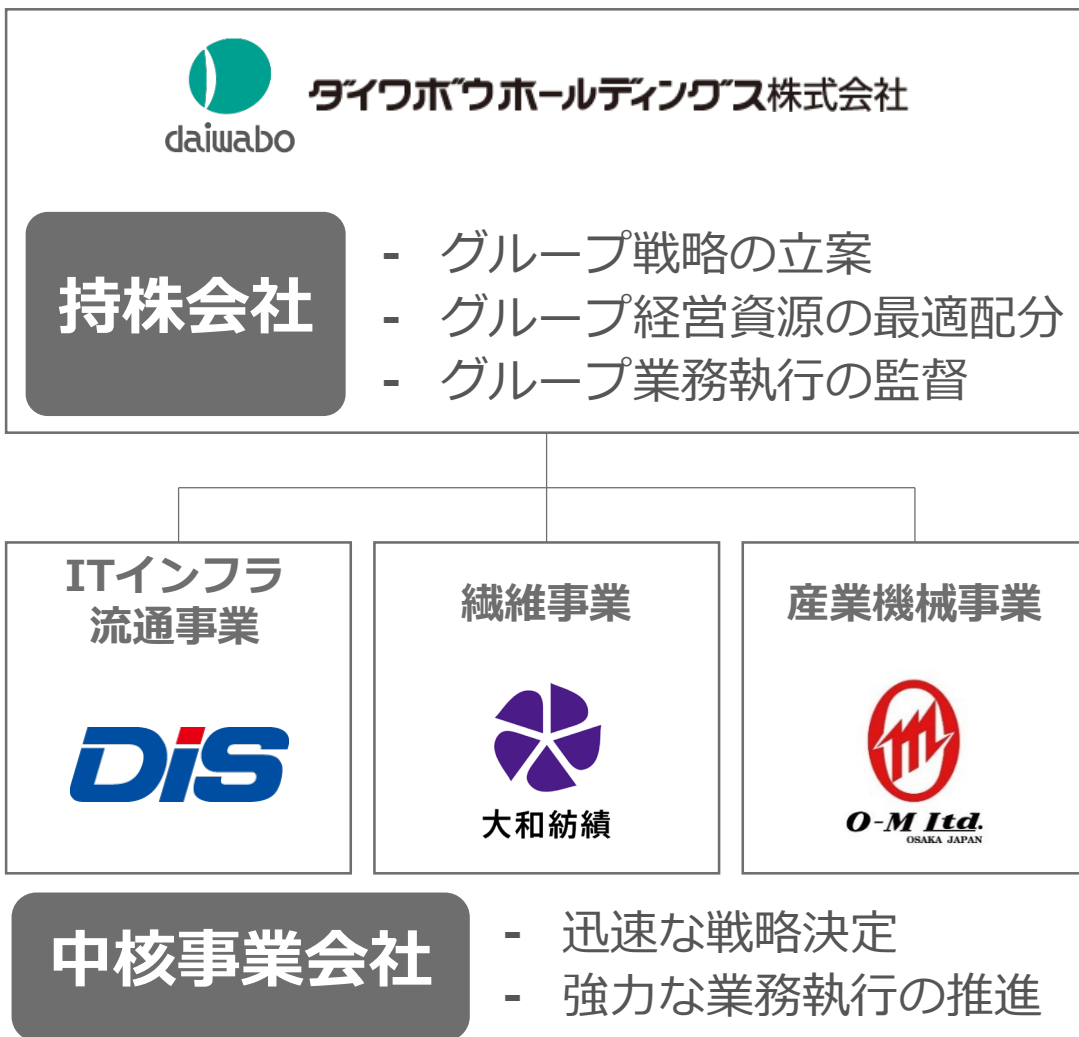 daiwabo
ダイワボウホールディングス株式会社
持株会社
- グループ戦略の立案
- グループ経営資源の最適配分
- グループ業務執行の監督
ITインフラ
流通事業
DiS
繊維事業
大和紡績
産業機械事業
O-M Ltd.
OSAKA JAPAN
中核事業会社
- 迅速な戦略決定
- 強力な業務執行の推進